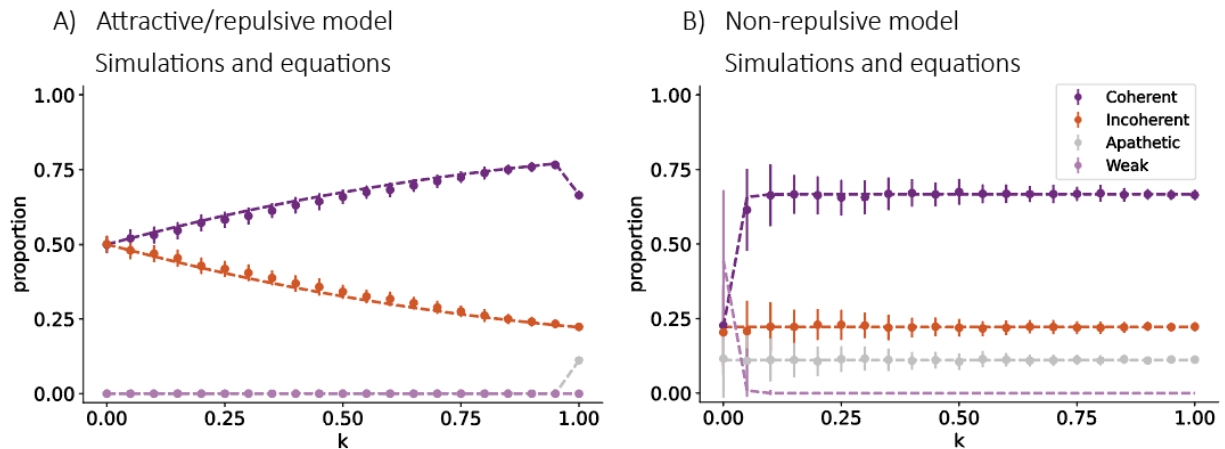 A) Attractive/repulsive model
Simulations and equations
1.00
0.75
0.50
0.25
0.00
proportion
0.00 0.25 0.50 0.75 1.00
k
B) Non-repulsive model
Simulations and equations
Coherent
Incoherent
Apathetic
Weak
1.00
0.75
0.50
0.25
0.00
proportion
0.00 0.25 0.50 0.75 1.00
k